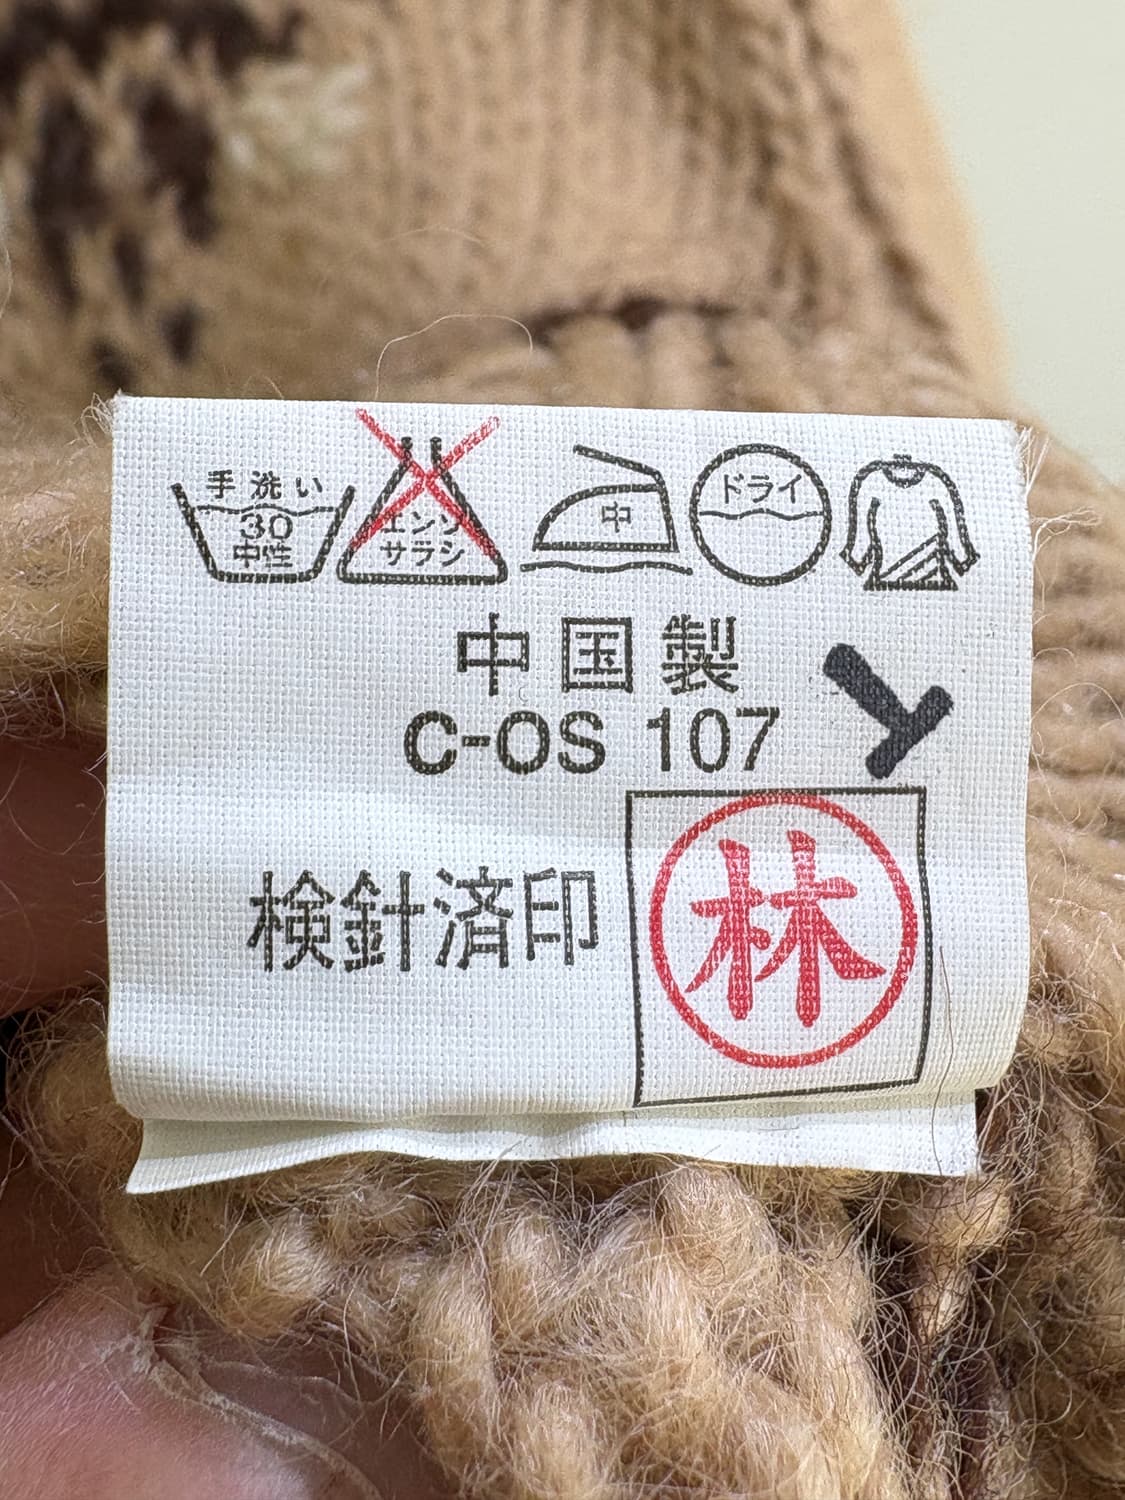 手洗い
30
中性
エンソ
サラシ
中
ドライ
中国製
C-OS 107
検針済印
林